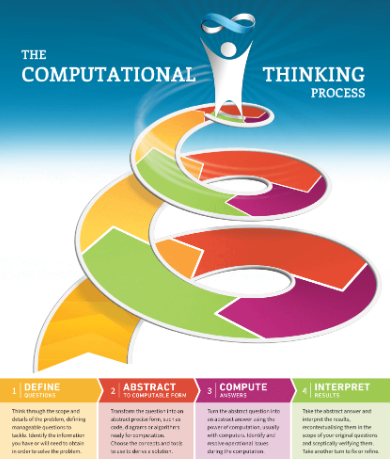 THE
COMPUTATIONAL THINKING
PROCESS
1 DEFINE
QUESTIONS
Think through the scope and
details of the problem, defining
manageable questions to
tackle. Identify the information
you have or will need to obtain
in order to solve the problem.
2 ABSTRACT
TO COMPUTABLE FORM
Transform the question into an
abstract precise form, such as
code, diagrams or algorithms
ready for computation.
Choose the concepts and tools
to use to derive a solution.
3 COMPUTE
ANSWERS
Turn the abstract question into
an abstract answer using the
power of computation, usually
with computers. Identify and
resolve operational issues
during the computation.
4 INTERPRET
RESULTS
Take the abstract answer and
interpret the results,
recontextualising them in the
scope of your original questions
and sceptically verifying them.
Take another turn to fix or refine.